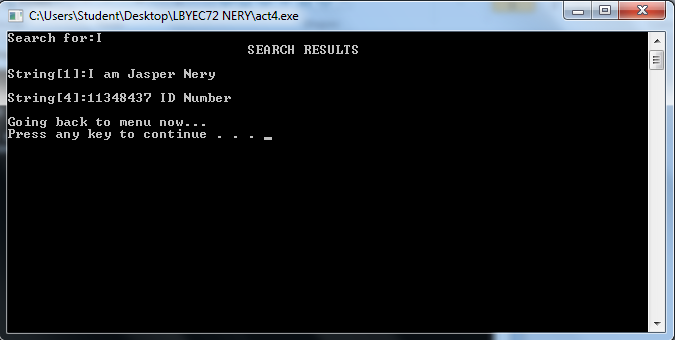 C:\Users\Student\Desktop\LBYEC72 NERY\act4.exe
Search for:I
SEARCH RESULTS
String[1]:I am Jasper Nery
String[4]:11348437 ID Number
Going back to menu now...
Press any key to continue . . . _